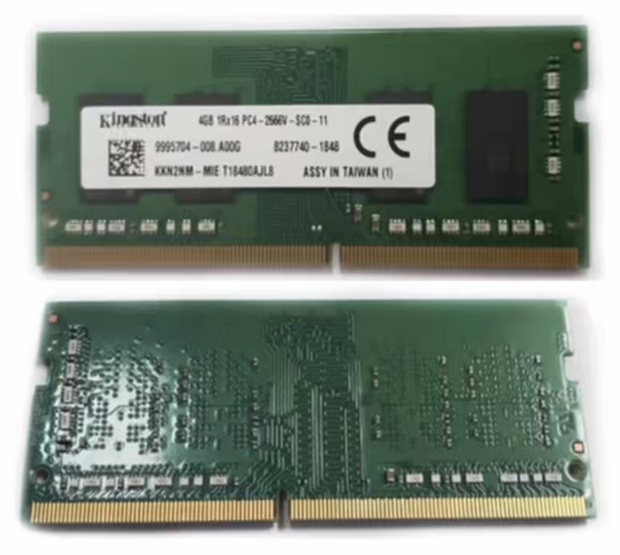 Kingston 4GB 1Rx16 PC4-2666V-SC0-11
9995704-008.A00G 8237740-1848
KKN2NM-MIE T18480AJL8 ASSY IN TAIWAN (1)
CE